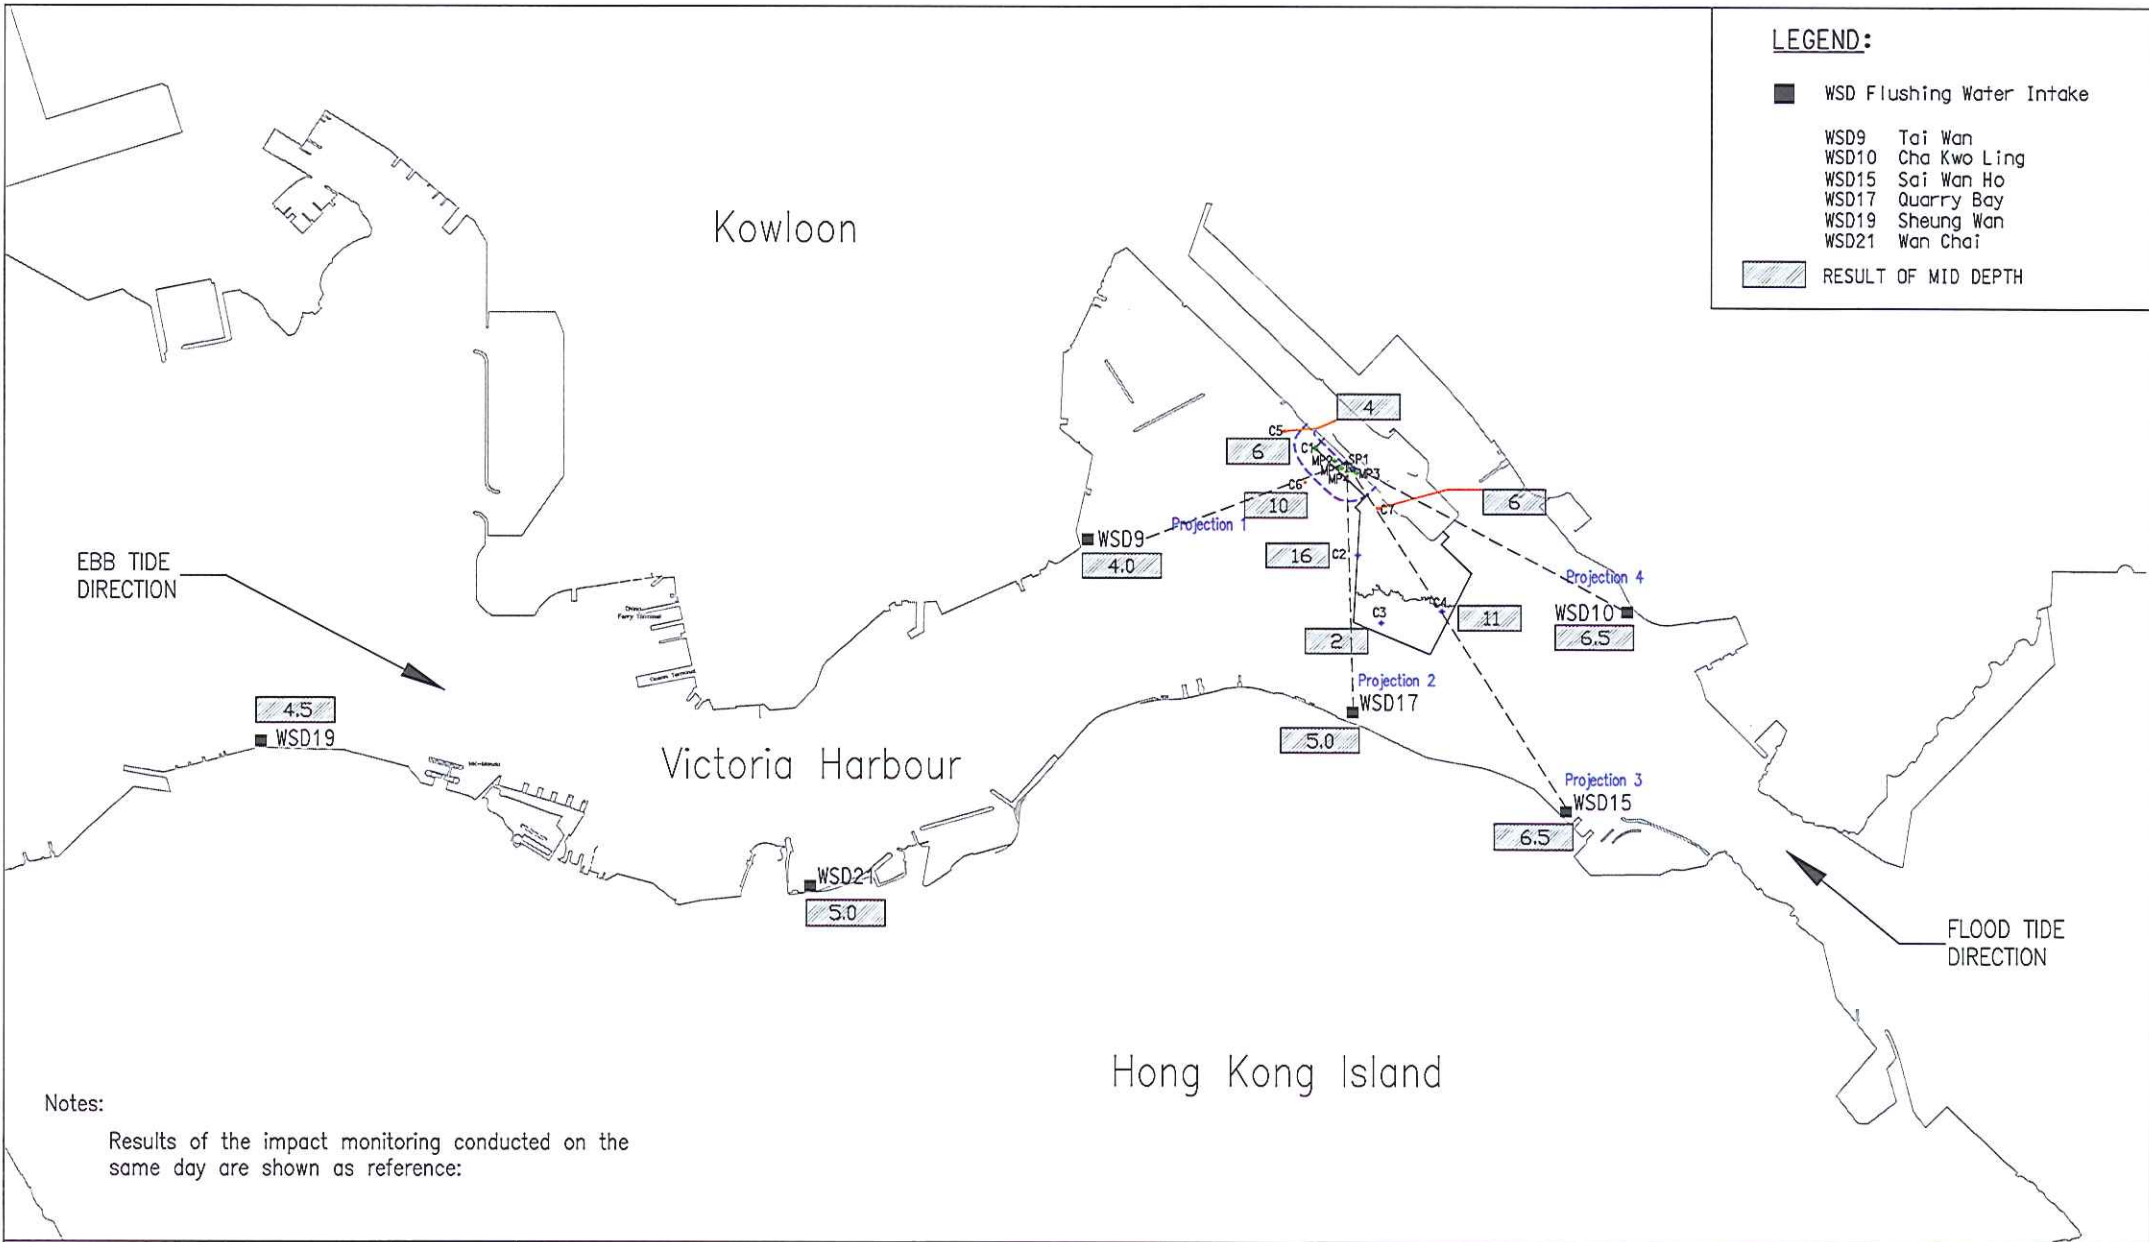 LEGEND:
WSD Flushing Water Intake
WSD9 Tai Wan
WSD10 Cha Kwo Ling
WSD15 Sai Wan Ho
WSD17 Quarry Bay
WSD19 Sheung Wan
WSD21 Wan Chai
RESULT OF MID DEPTH
Kowloon
4
C5
6
C1
SP1
MP3
MP4
C6
10
C7
6
Projection 1
WSD9
4.0
16
C2
EBB TIDE
DIRECTION
Projection 4
WSD10
6.5
C3
C4
11
2
Ferry Terminal
Ocean Terminal
Projection 2
WSD17
5.0
4.5
WSD19
Victoria Harbour
Projection 3
WSD15
6.5
WSD21
5.0
FLOOD TIDE
DIRECTION
Hong Kong Island
Notes:
Results of the impact monitoring conducted on the
same day are shown as reference: